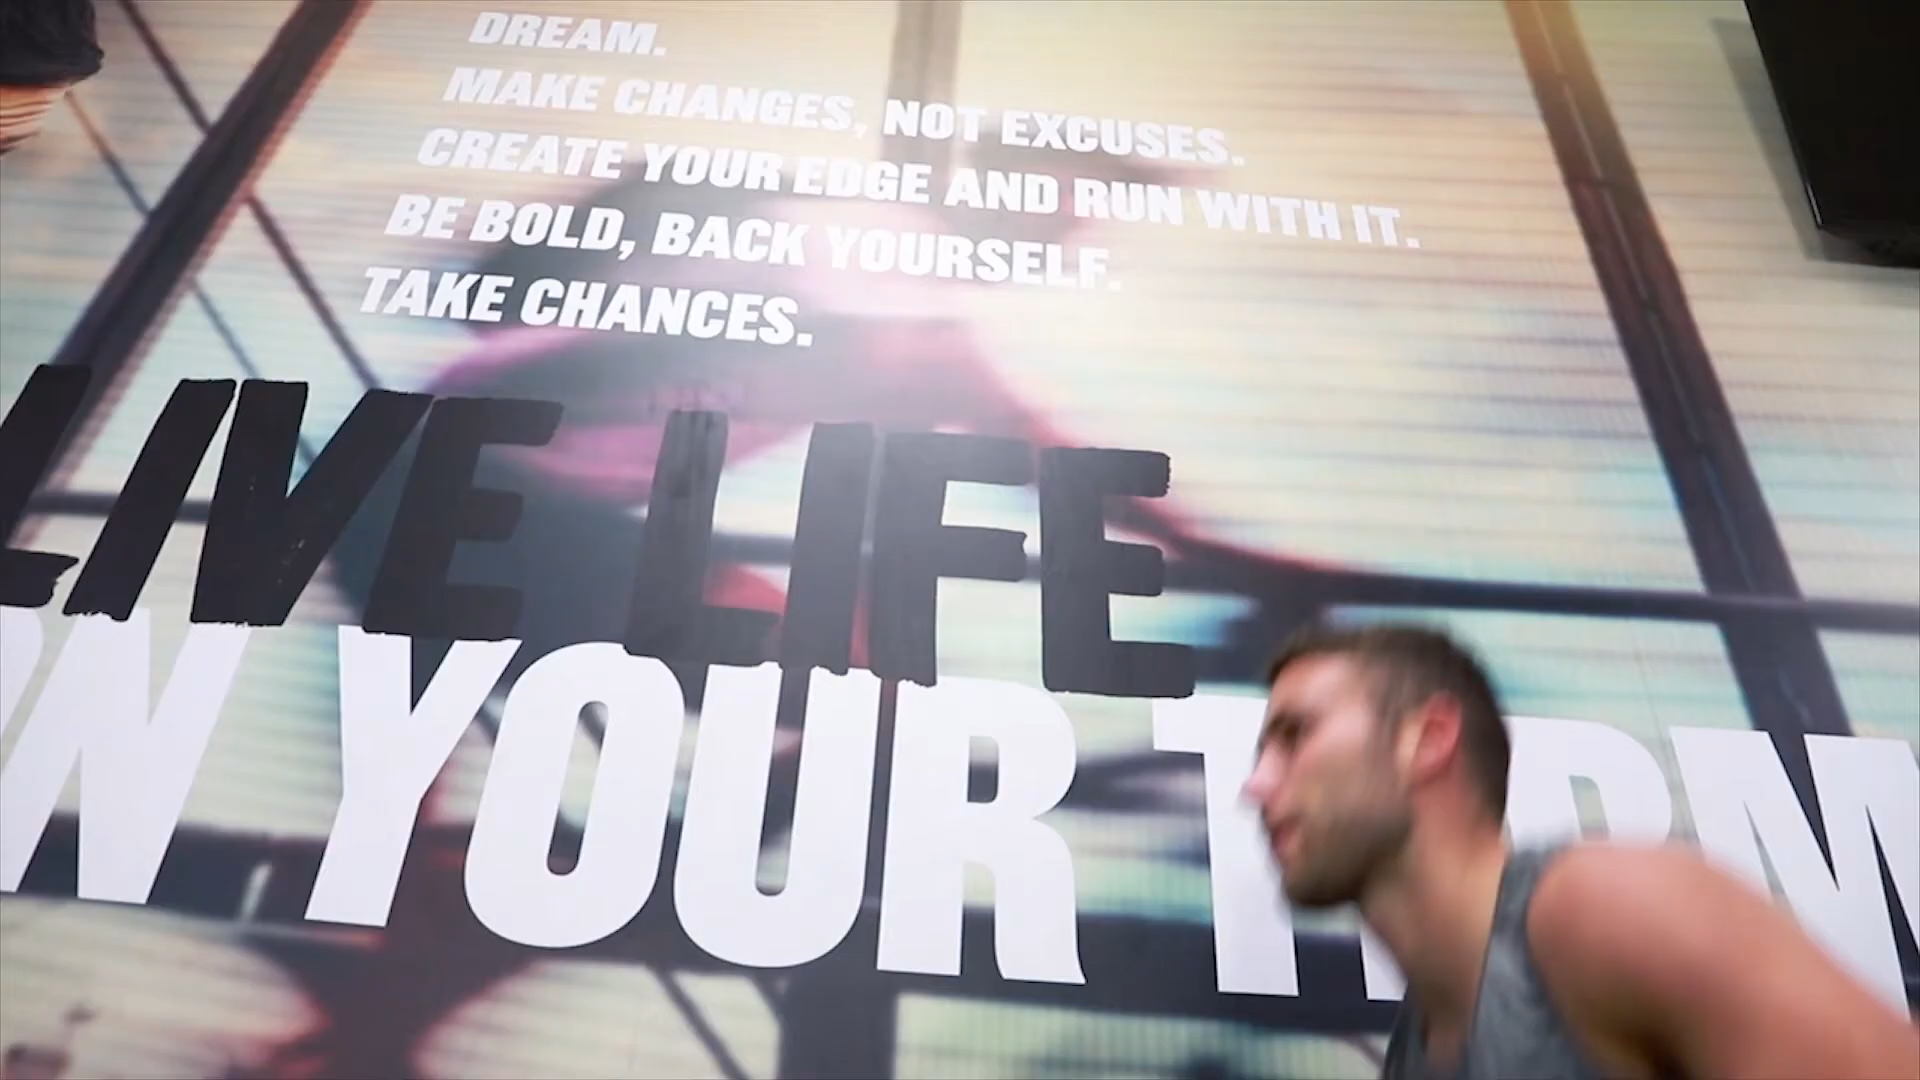 DREAM.
MAKE CHANGES, NOT EXCUSES.
CREATE YOUR EDGE AND RUN WITH IT.
BE BOLD, BACK YOURSELF.
TAKE CHANCES.
LIVE LIFE
ON YOUR